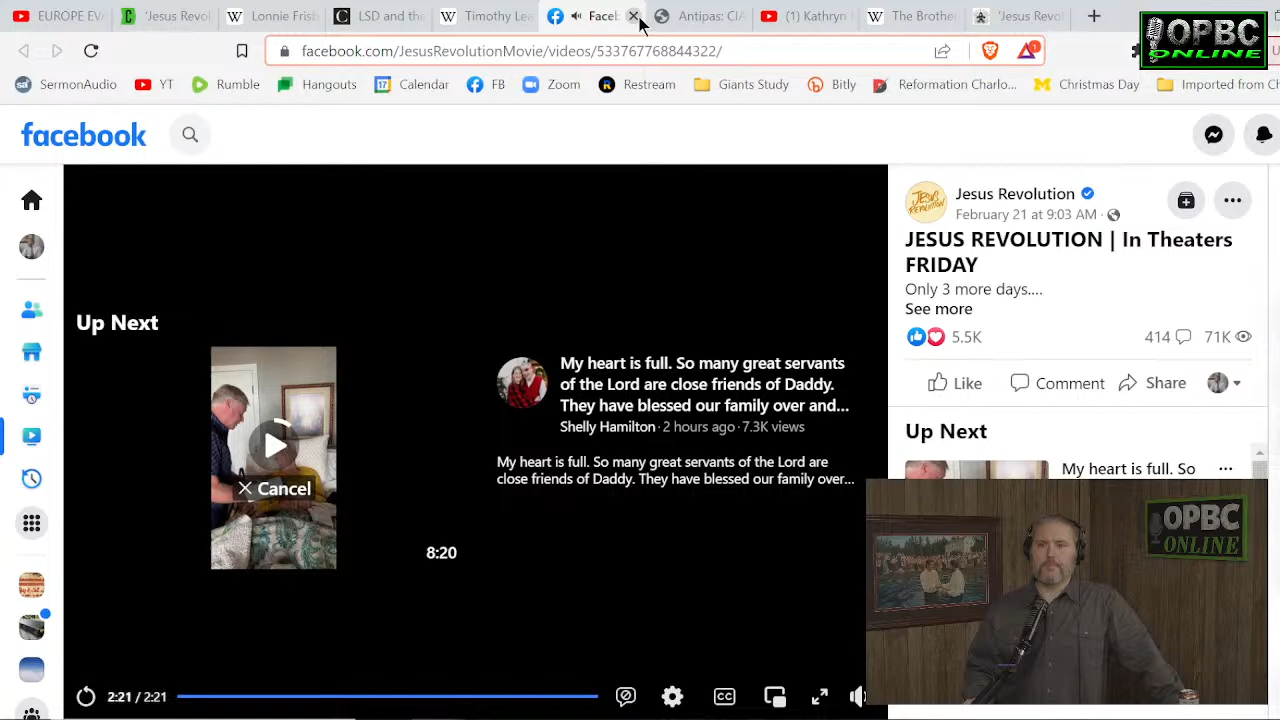 EUROPE EV
'Jesus Revol
Lonnie Frisb
LSD and the
Timothy Lea
Faceb
Antipas: CIA
(1) Kathryn
The Brothe
'Jesus Revo
OPBC
ONLINE
facebook.com/JesusRevolutionMovie/videos/533767768844322/
1
SermonAudio
YT
Rumble
Hangouts
17
Calendar
FB
Zoom
Restream
Giants Study
Bitly
Reformation Charlo...
Christmas Day
Imported from Ch
facebook
Jesus Revolution
February 21 at 9:03 AM ·
JESUS REVOLUTION | In Theaters
FRIDAY
Only 3 more days....
See more
5.5K
414
71K
Like
Comment
Share
Up Next
My heart is full. So
Up Next
Cancel
My heart is full. So many great servants
of the Lord are close friends of Daddy.
They have blessed our family over and...
Shelly Hamilton · 2 hours ago · 7.3K views
My heart is full. So many great servants of the Lord are
close friends of Daddy. They have blessed our family over...
8:20
2:21 / 2:21
CC
OPBC
ONLINE